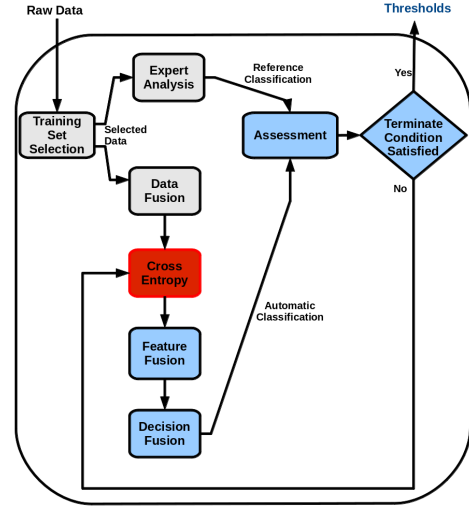 Raw Data
Thresholds
Expert
Analysis
Reference
Classification
Yes
Training
Set
Selection
Selected
Data
Assessment
Terminate
Condition
Satisfied
Data
Fusion
No
Cross
Entropy
Automatic
Classification
Feature
Fusion
Decision
Fusion